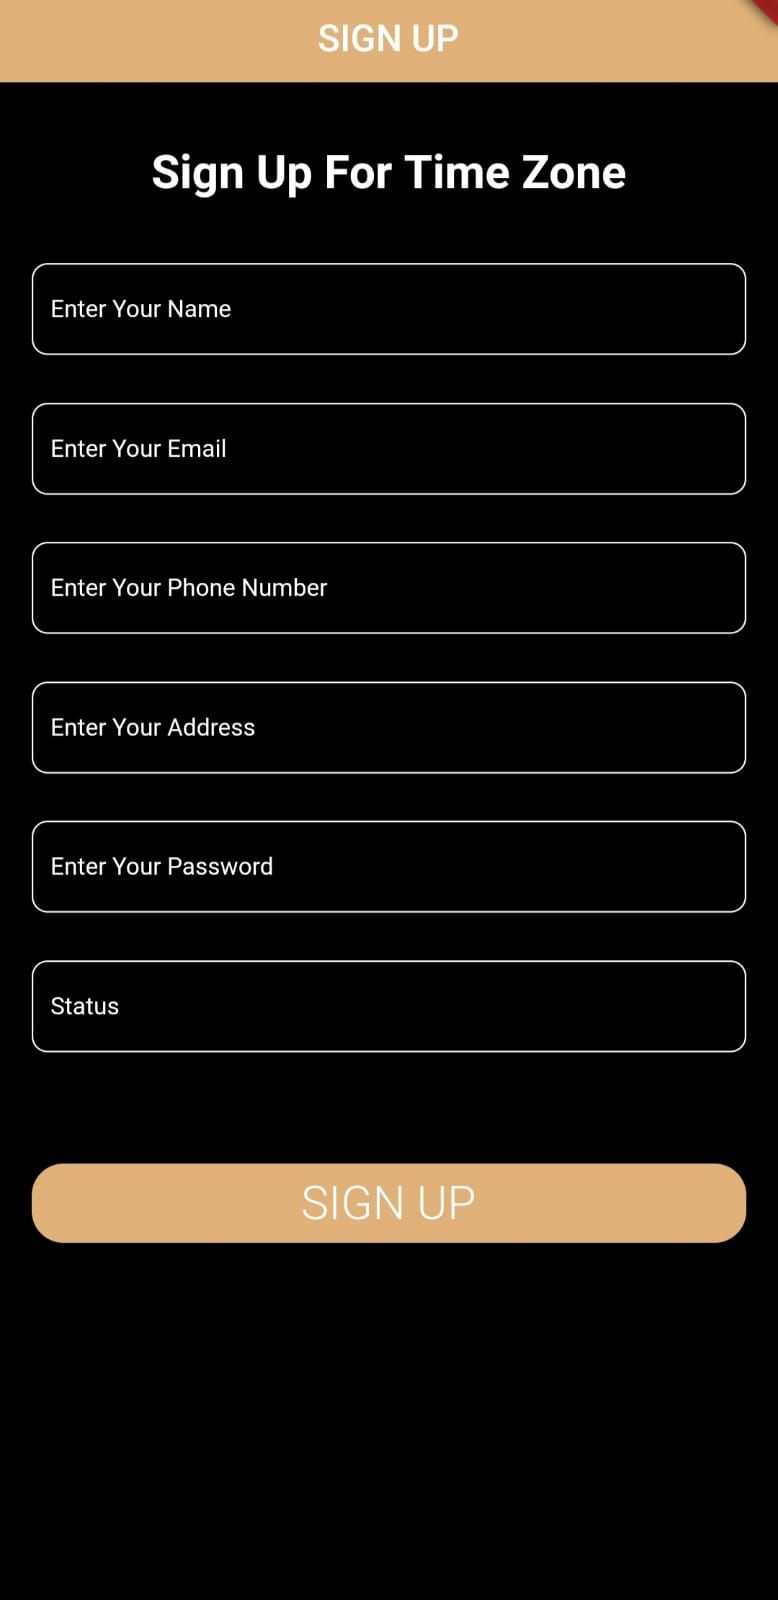 SIGN UP
Sign Up For Time Zone
Enter Your Name
Enter Your Email
Enter Your Phone Number
Enter Your Address
Enter Your Password
Status
SIGN UP